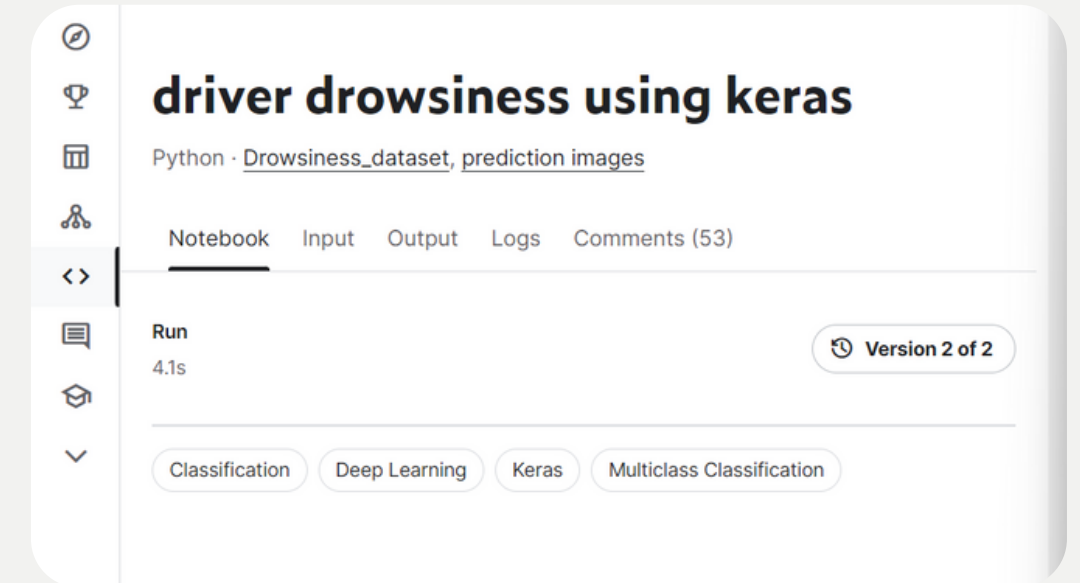 driver drowsiness using keras
Python · Drowsiness_dataset, prediction images
Notebook Input Output Logs Comments (53)
Run
4.1s
Version 2 of 2
Classification Deep Learning Keras Multiclass Classification